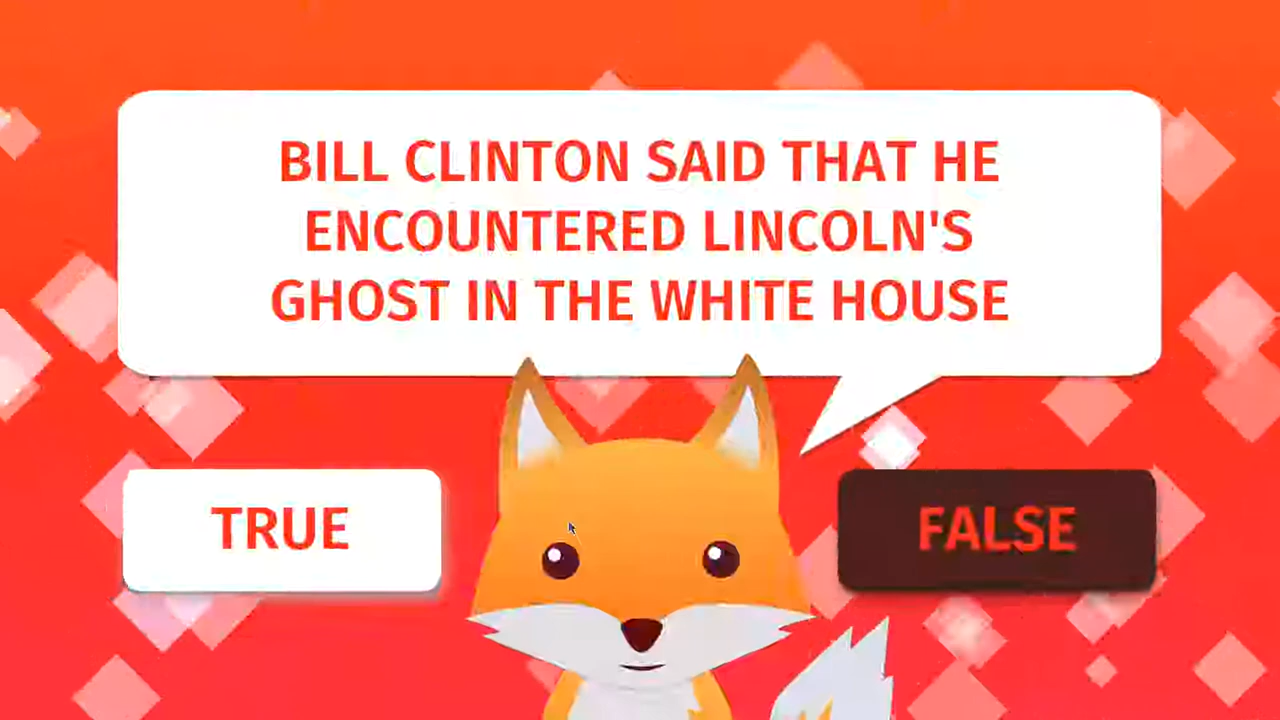 BILL CLINTON SAID THAT HE
ENCOUNTERED LINCOLN'S
GHOST IN THE WHITE HOUSE
TRUE
FALSE